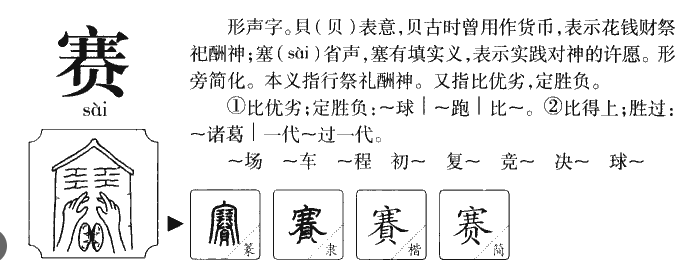 赛
sài
形声字。貝(贝)表意,贝古时曾用作货币,表示花钱财祭
祀酬神;塞(sài)省声,塞有填实义,表示实践对神的许愿。形
旁简化。本义指行祭礼酬神。又指比优劣,定胜负。
①比优劣;定胜负:~球|~跑|比~。②比得上;胜过:
~诸葛|一代~过一代。
~场 ~车 ~程 初~ 复~ 竞~ 决~ 球~
賽 篆 賽 隶 賽 楷 赛 简